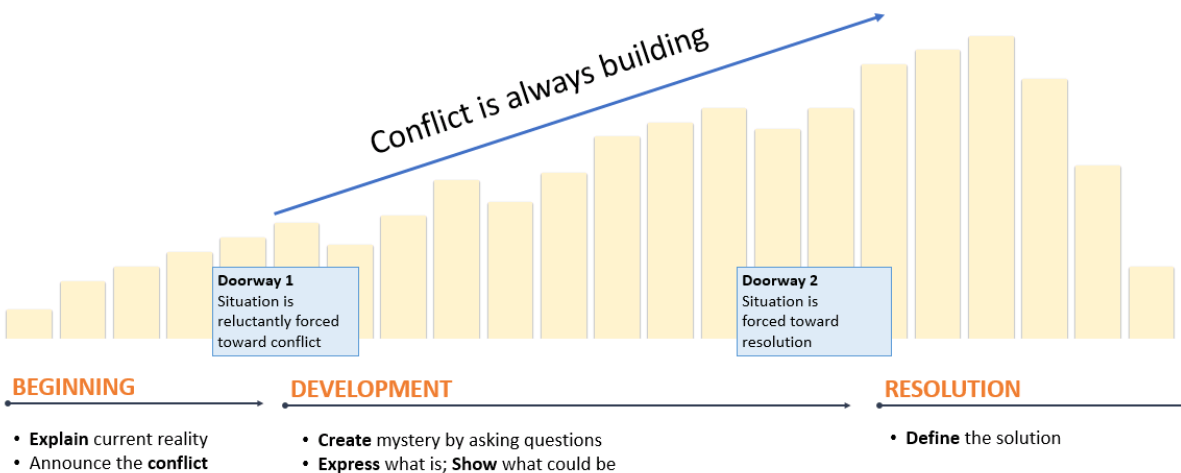 Conflict is always building
Doorway 1
Situation is
reluctantly forced
toward conflict
Doorway 2
Situation is
forced toward
resolution
BEGINNING
• Explain current reality
• Announce the conflict
DEVELOPMENT
• Create mystery by asking questions
• Express what is; Show what could be
RESOLUTION
• Define the solution